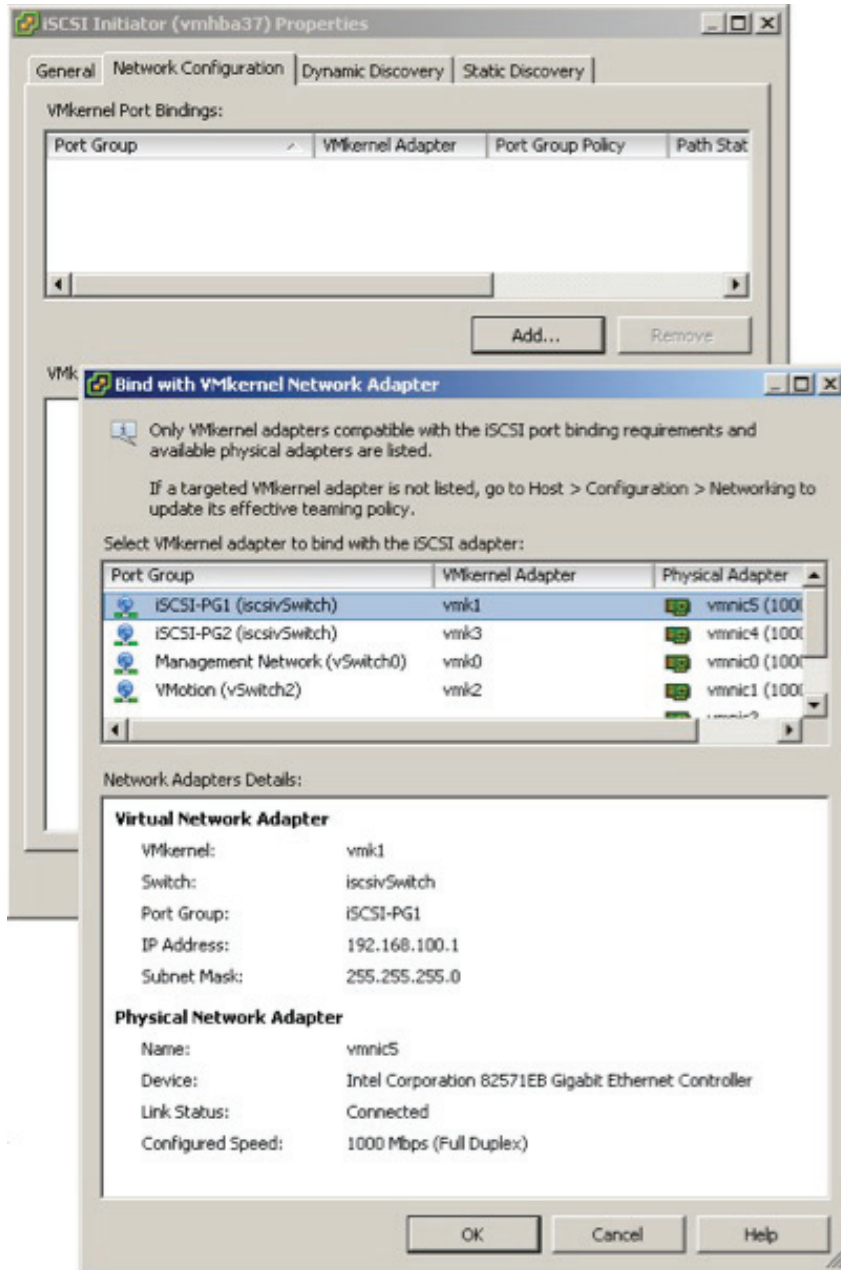 iSCSI Initiator (vmhba37) Properties
General Network Configuration Dynamic Discovery Static Discovery
VMkernel Port Bindings:
Port Group VMkernel Adapter Port Group Policy Path Stat
Add... Remove
VMk
Bind with VMkernel Network Adapter
Only VMkernel adapters compatible with the iSCSI port binding requirements and
available physical adapters are listed.
If a targeted VMkernel adapter is not listed, go to Host > Configuration > Networking to
update its effective teaming policy.
Select VMkernel adapter to bind with the iSCSI adapter:
Port Group VMkernel Adapter Physical Adapter
iSCSI-PG1 (iscsivSwitch) vmk1 vmnic5 (1000
iSCSI-PG2 (iscsivSwitch) vmk3 vmnic4 (1000
Management Network (vSwitch0) vmk0 vmnic0 (1000
VMotion (vSwitch2) vmk2 vmnic1 (1000
Network Adapters Details:
Virtual Network Adapter
VMkernel: vmk1
Switch: iscsivSwitch
Port Group: iSCSI-PG1
IP Address: 192.168.100.1
Subnet Mask: 255.255.255.0
Physical Network Adapter
Name: vmnic5
Device: Intel Corporation 82571EB Gigabit Ethernet Controller
Link Status: Connected
Configured Speed: 1000 Mbps (Full Duplex)
OK Cancel Help